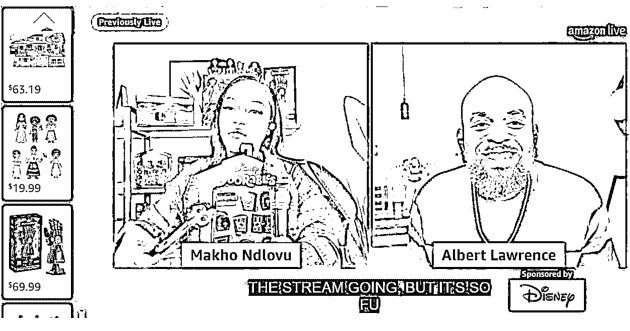 Previously Live
amazon live
$63.19
$19.99
$69.99
Makho Ndlovu
Albert Lawrence
Sponsored by
Disney
THE STREAM GOING, BUT IT'S SO
FU